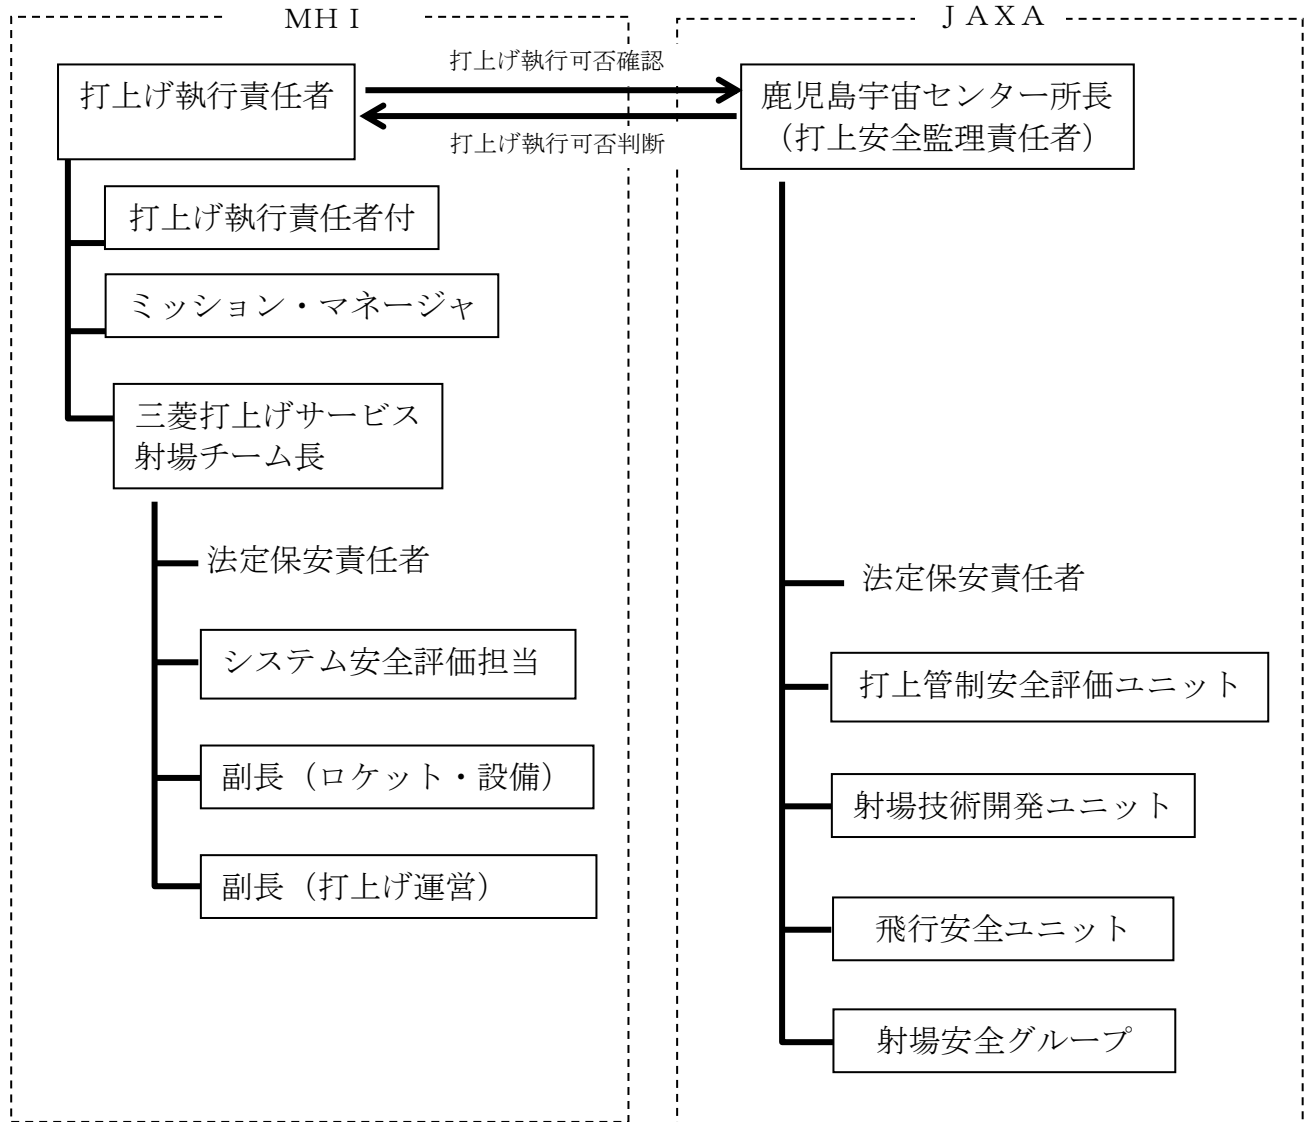 MHI
JAXA
打上げ執行可否確認
打上げ執行責任者
鹿児島宇宙センター所長
（打上安全監理責任者）
打上げ執行可否判断
打上げ執行責任者付
ミッション・マネージャ
三菱打上げサービス
射場チーム長
法定保安責任者
システム安全評価担当
副長（ロケット・設備）
副長（打上げ運営）
法定保安責任者
打上管制安全評価ユニット
射場技術開発ユニット
飛行安全ユニット
射場安全グループ